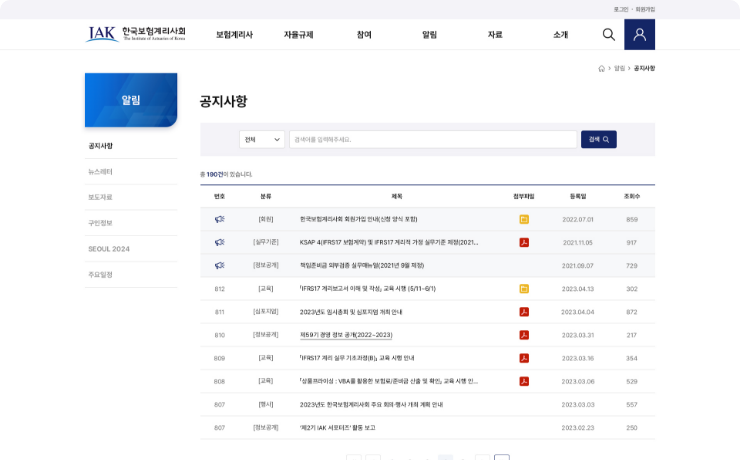 로그인 · 회원가입
IAK 한국보험계리사회
The Institute of Actuaries of Korea
보험계리사 자율규제 참여 알림 자료 소개
알림 공지사항
알림
공지사항
뉴스레터
보도자료
구인정보
SEOUL 2024
주요일정
공지사항
전체 검색어를 입력해주세요. 검색
총 190건이 있습니다.
번호 분류 제목 첨부파일 등록일 조회수
[회원] 한국보험계리사회 회원가입 안내(신청 양식 포함) 2022.07.01 859
[실무기준] KSAP 4(IFRS17 보험계약) 및 IFRS17 계리적 가정 실무기준 제정(2021... 2021.11.05 917
[정보공개] 책임준비금 외부검증 실무매뉴얼(2021년 9월 제정) 2021.09.07 729
812 [교육] 「IFRS17 계리보고서 이해 및 작성」 교육 시행 (5/11~6/1) 2023.04.13 302
811 [심포지엄] 2023년도 임시총회 및 심포지엄 개최 안내 2023.04.04 872
810 [정보공개] 제59기 경영 정보 공개(2022~2023) 2023.03.31 217
809 [교육] 「IFRS17 계리 실무 기초과정(B)」 교육 시행 안내 2023.03.16 354
808 [교육] 「상품프라이싱 : VBA를 활용한 보험료/준비금 산출 및 확인」 교육 시행 안... 2023.03.06 529
807 [행사] 2023년도 한국보험계리사회 주요 회의·행사 개최 계획 안내 2023.03.03 557
807 [정보공개] '제2기 IAK 서포터즈' 활동 보고 2023.02.23 250